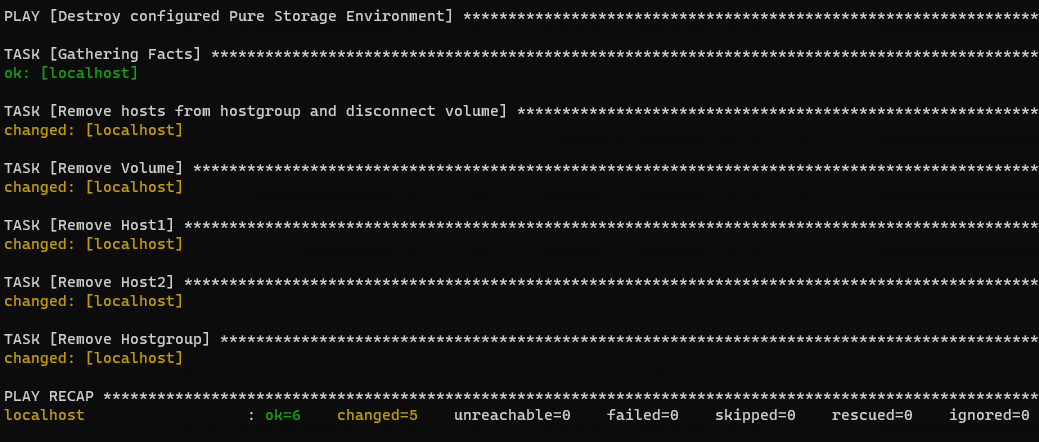 PLAY [Destroy configured Pure Storage Environment] ****************************************************************
TASK [Gathering Facts] ********************************************************************************************
ok: [localhost]
TASK [Remove hosts from hostgroup and disconnect volume] **********************************************************
changed: [localhost]
TASK [Remove Volume] **********************************************************************************************
changed: [localhost]
TASK [Remove Host1] ***********************************************************************************************
changed: [localhost]
TASK [Remove Host2] ***********************************************************************************************
changed: [localhost]
TASK [Remove Hostgroup] *******************************************************************************************
changed: [localhost]
PLAY RECAP ********************************************************************************************************
localhost                  : ok=6    changed=5    unreachable=0    failed=0    skipped=0    rescued=0    ignored=0